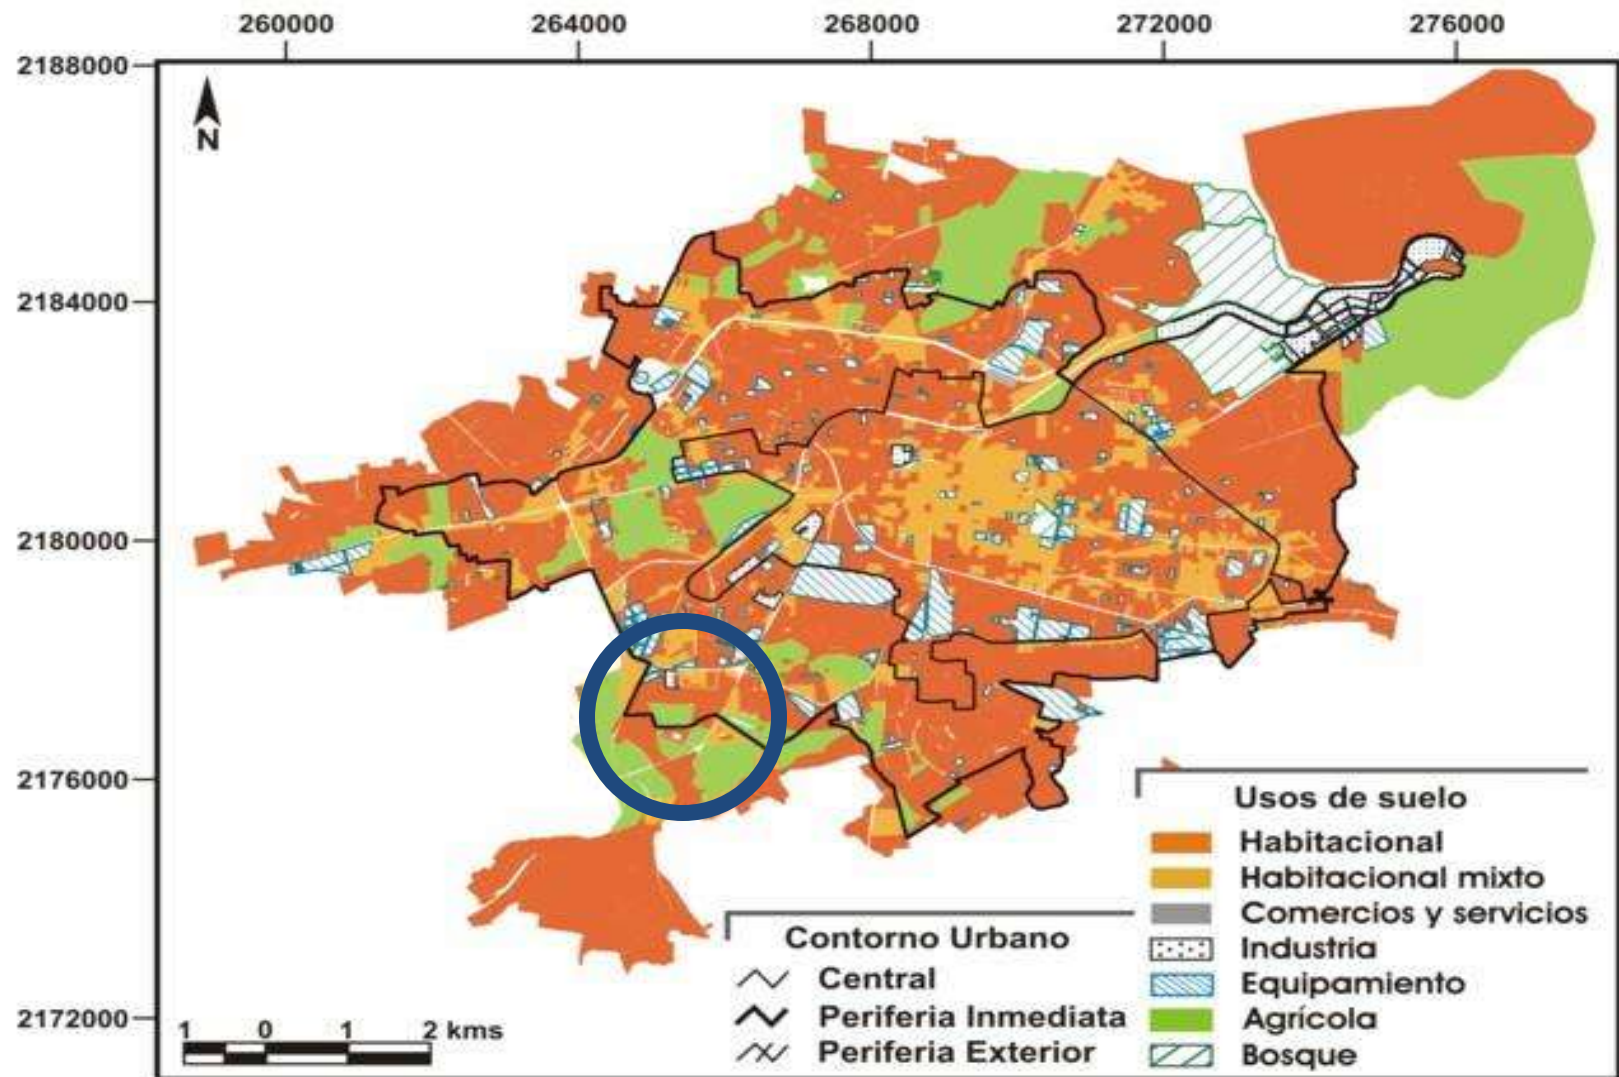 260000 264000 268000 272000 276000
2188000
N
2184000
2180000
2176000
2172000
Usos de suelo
Habitacional
Habitacional mixto
Comercios y servicios
Industria
Equipamiento
Agrícola
Bosque
Contorno Urbano
Central
Periferia Inmediata
Periferia Exterior
1 0 1 2 kms